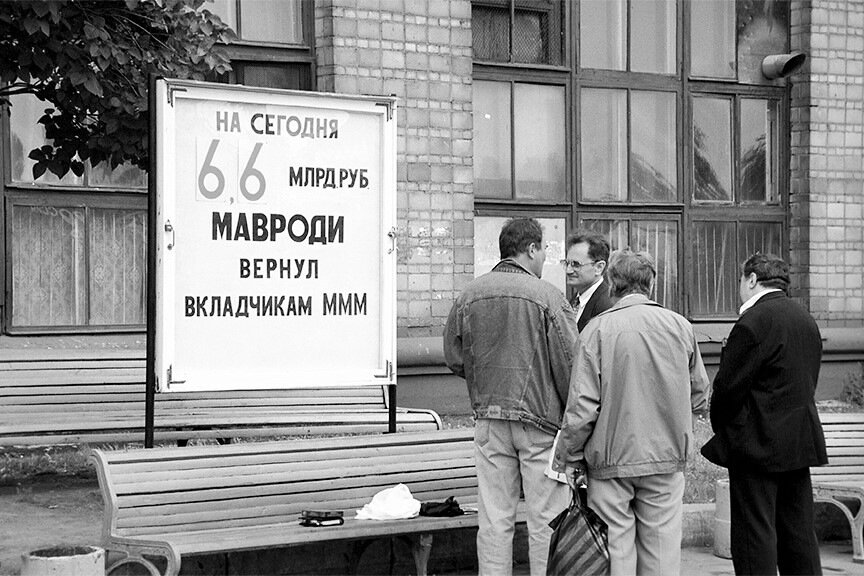 НА СЕГОДНЯ
6,6 МЛРД.РУБ.
МАВРОДИ
ВЕРНУЛ
ВКЛАДЧИКАМ МММ